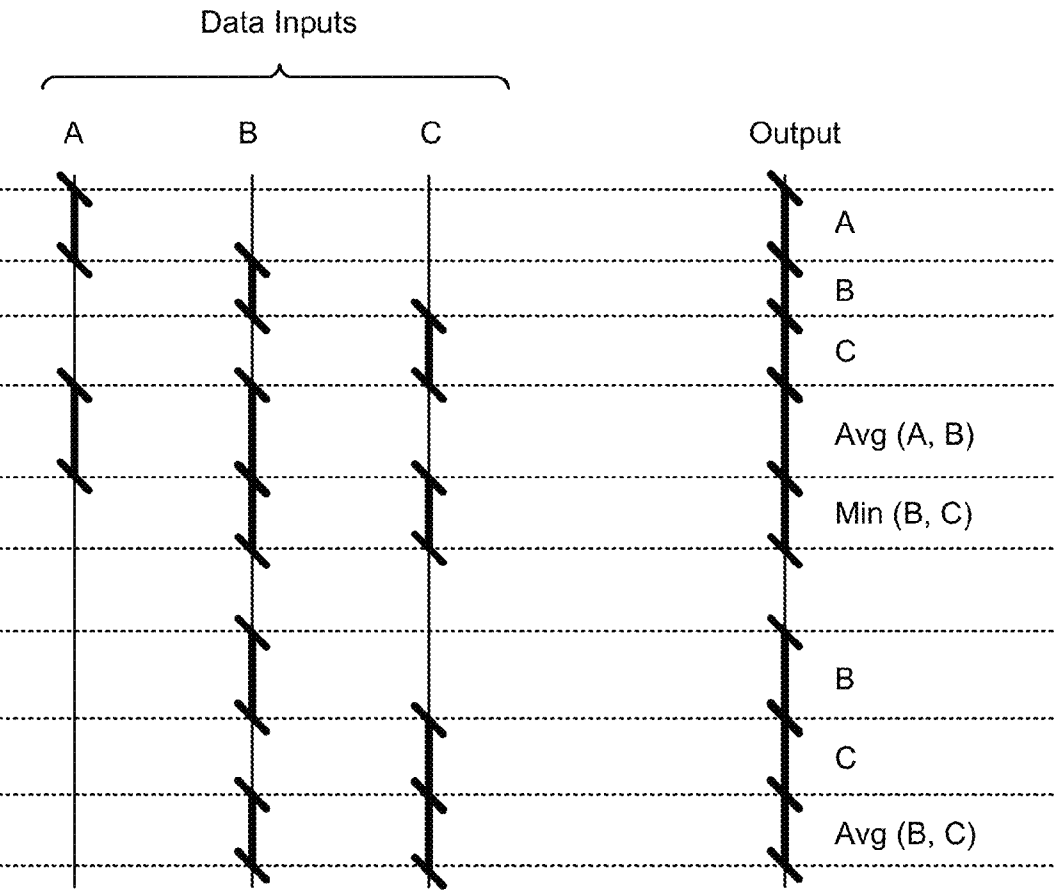 Data Inputs
A B C Output
A
B
C
Avg (A, B)
Min (B, C)
B
C
Avg (B, C)